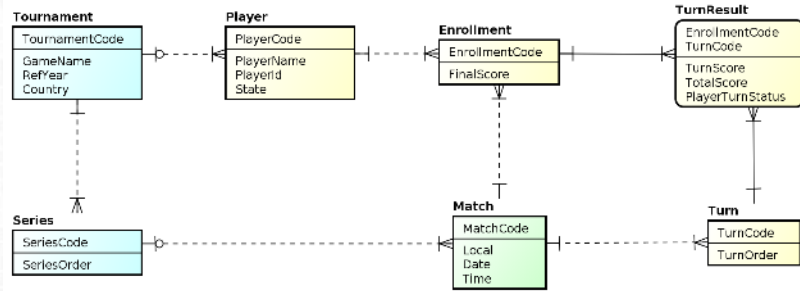 Tournament
TournamentCode
GameName
RefYear
Country
Player
PlayerCode
PlayerName
PlayerId
State
Enrollment
EnrollmentCode
FinalScore
TurnResult
EnrollmentCode
TurnCode
TurnScore
TotalScore
PlayerTurnStatus
Series
SeriesCode
SeriesOrder
Match
MatchCode
Local
Date
Time
Turn
TurnCode
TurnOrder